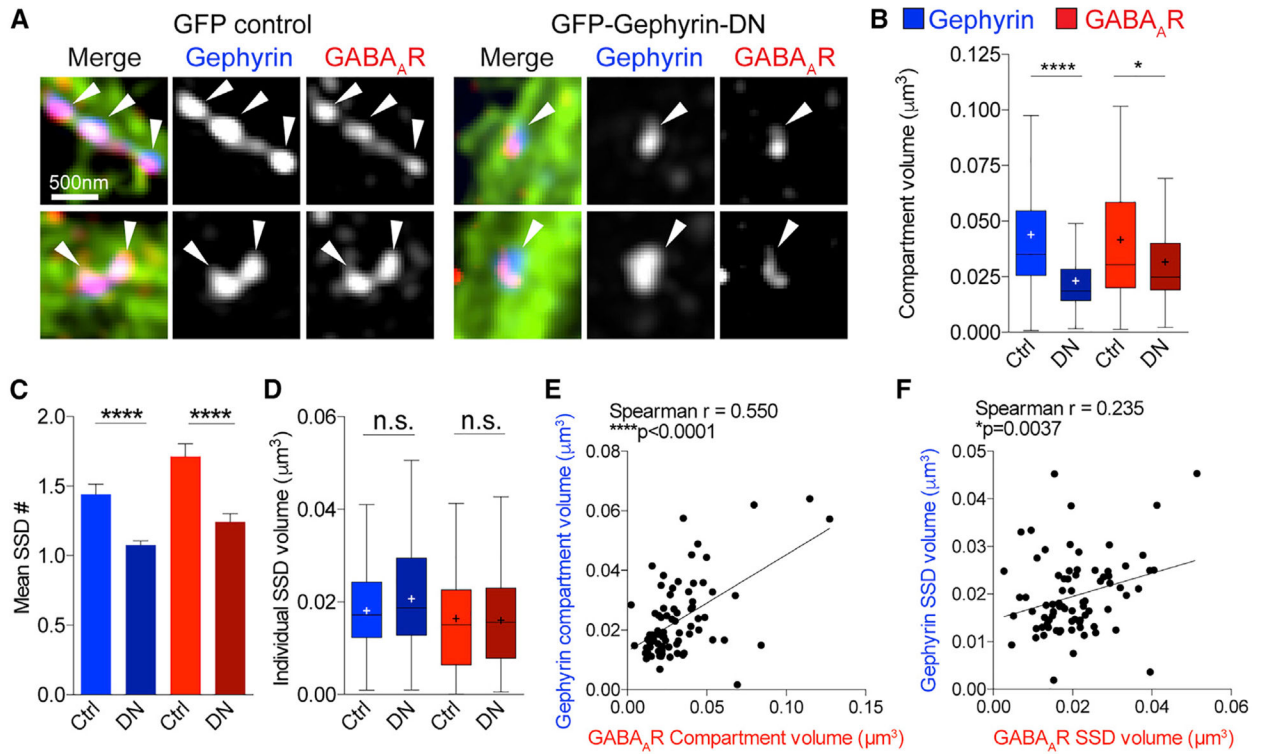 A
GFP control
GFP-Gephyrin-DN
Merge Gephyrin GABA_AR
Merge Gephyrin GABA_AR
500nm
B
Gephyrin GABA_AR
Compartment volume (µm³)
0.125
0.100
0.075
0.050
0.025
0.000
**** *
Ctrl DN Ctrl DN
C
Mean SSD #
2.0
1.5
1.0
0.5
0.0
**** ****
Ctrl DN Ctrl DN
D
Individual SSD volume (µm³)
0.06
0.04
0.02
0.00
n.s. n.s.
Ctrl DN Ctrl DN
E
Spearman r = 0.550
****p<0.0001
Gephyrin compartment volume (µm³)
0.08
0.06
0.04
0.02
0.00
0.00 0.05 0.10 0.15
GABA_AR Compartment volume (µm³)
F
Spearman r = 0.235
*p=0.0037
Gephyrin SSD volume (µm³)
0.05
0.04
0.03
0.02
0.01
0.00
0.00 0.02 0.04 0.06
GABA_AR SSD volume (µm³)